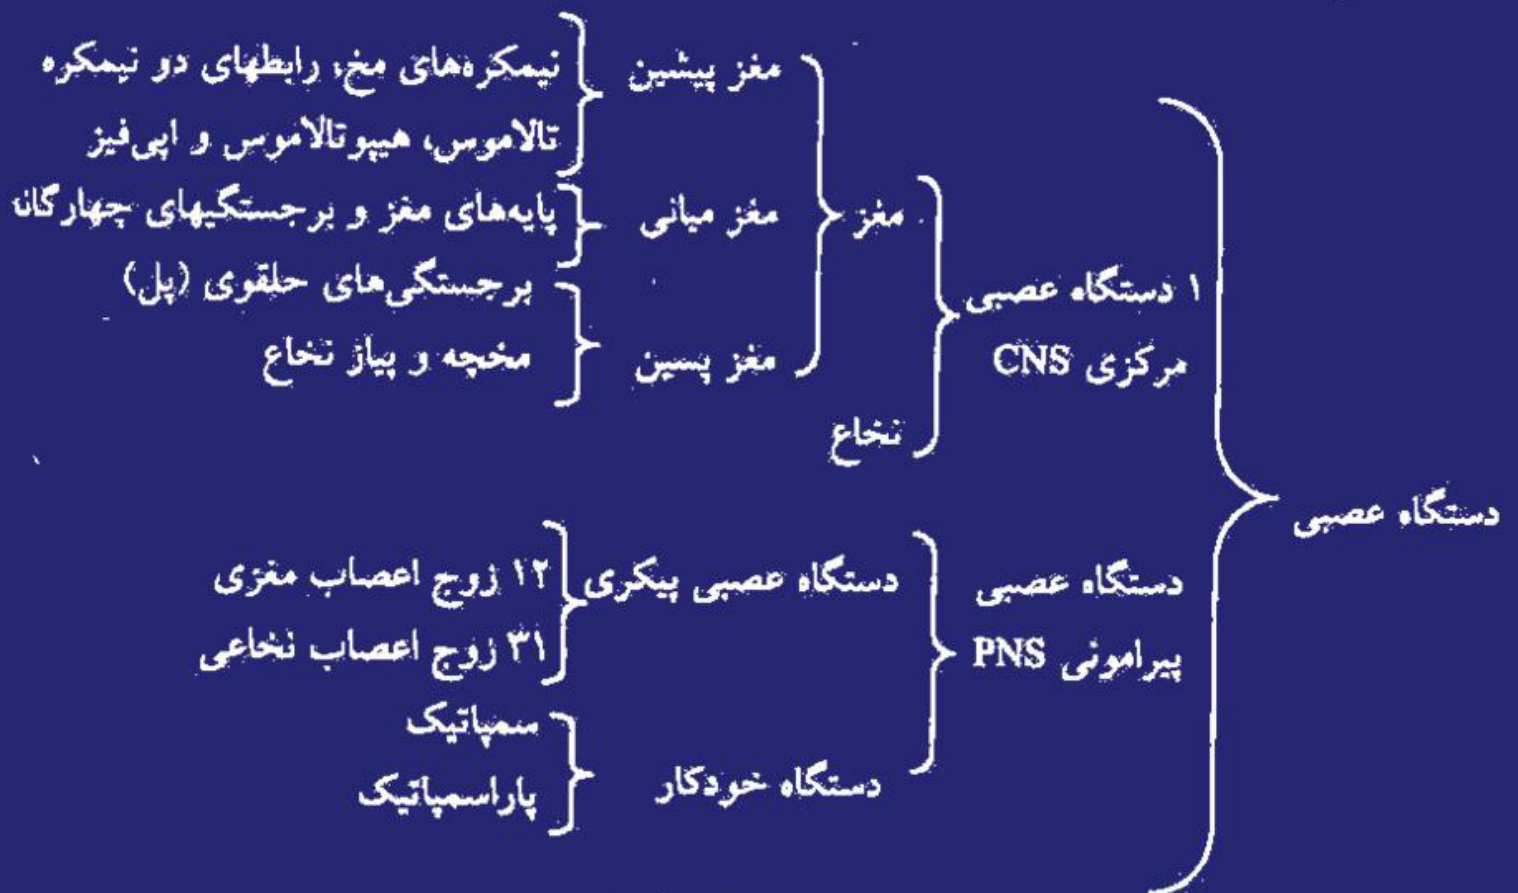 دستگاه عصبی
۱ دستگاه عصبی
مرکزی CNS
مغز
مغز پیشین
نیمکره‌های مخ، رابطهای دو نیمکره
تالاموس، هیپوتالاموس و اپی‌فیز
مغز میانی
پایه‌های مغز و برجستگیهای چهارگانه
مغز پسین
برجستگی‌های حلقوی (پل)
مخچه و پیاز نخاع
نخاع
دستگاه عصبی
پیرامونی PNS
دستگاه عصبی پیکری
۱۲ زوج اعصاب مغزی
۳۱ زوج اعصاب نخاعی
دستگاه خودکار
سمپاتیک
پاراسمپاتیک